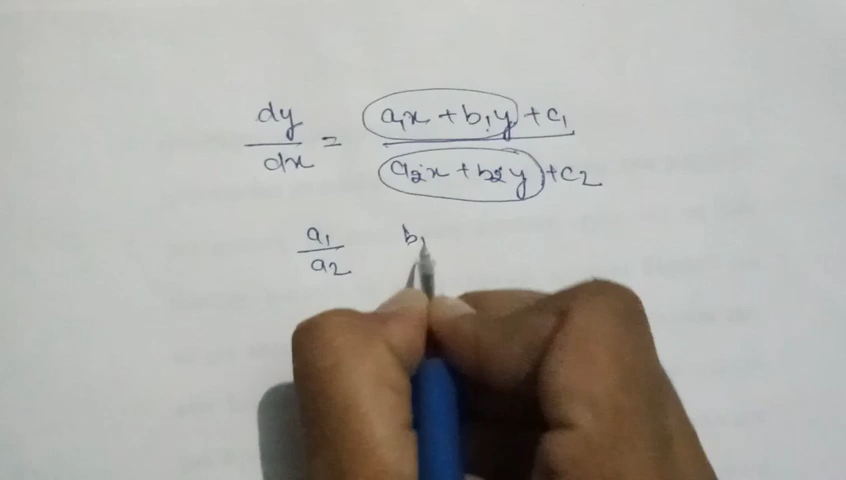 dy/dx = (a₁x + b₁y + c₁)/(a₂x + b₂y + c₂)
a₁/a₂ b₁